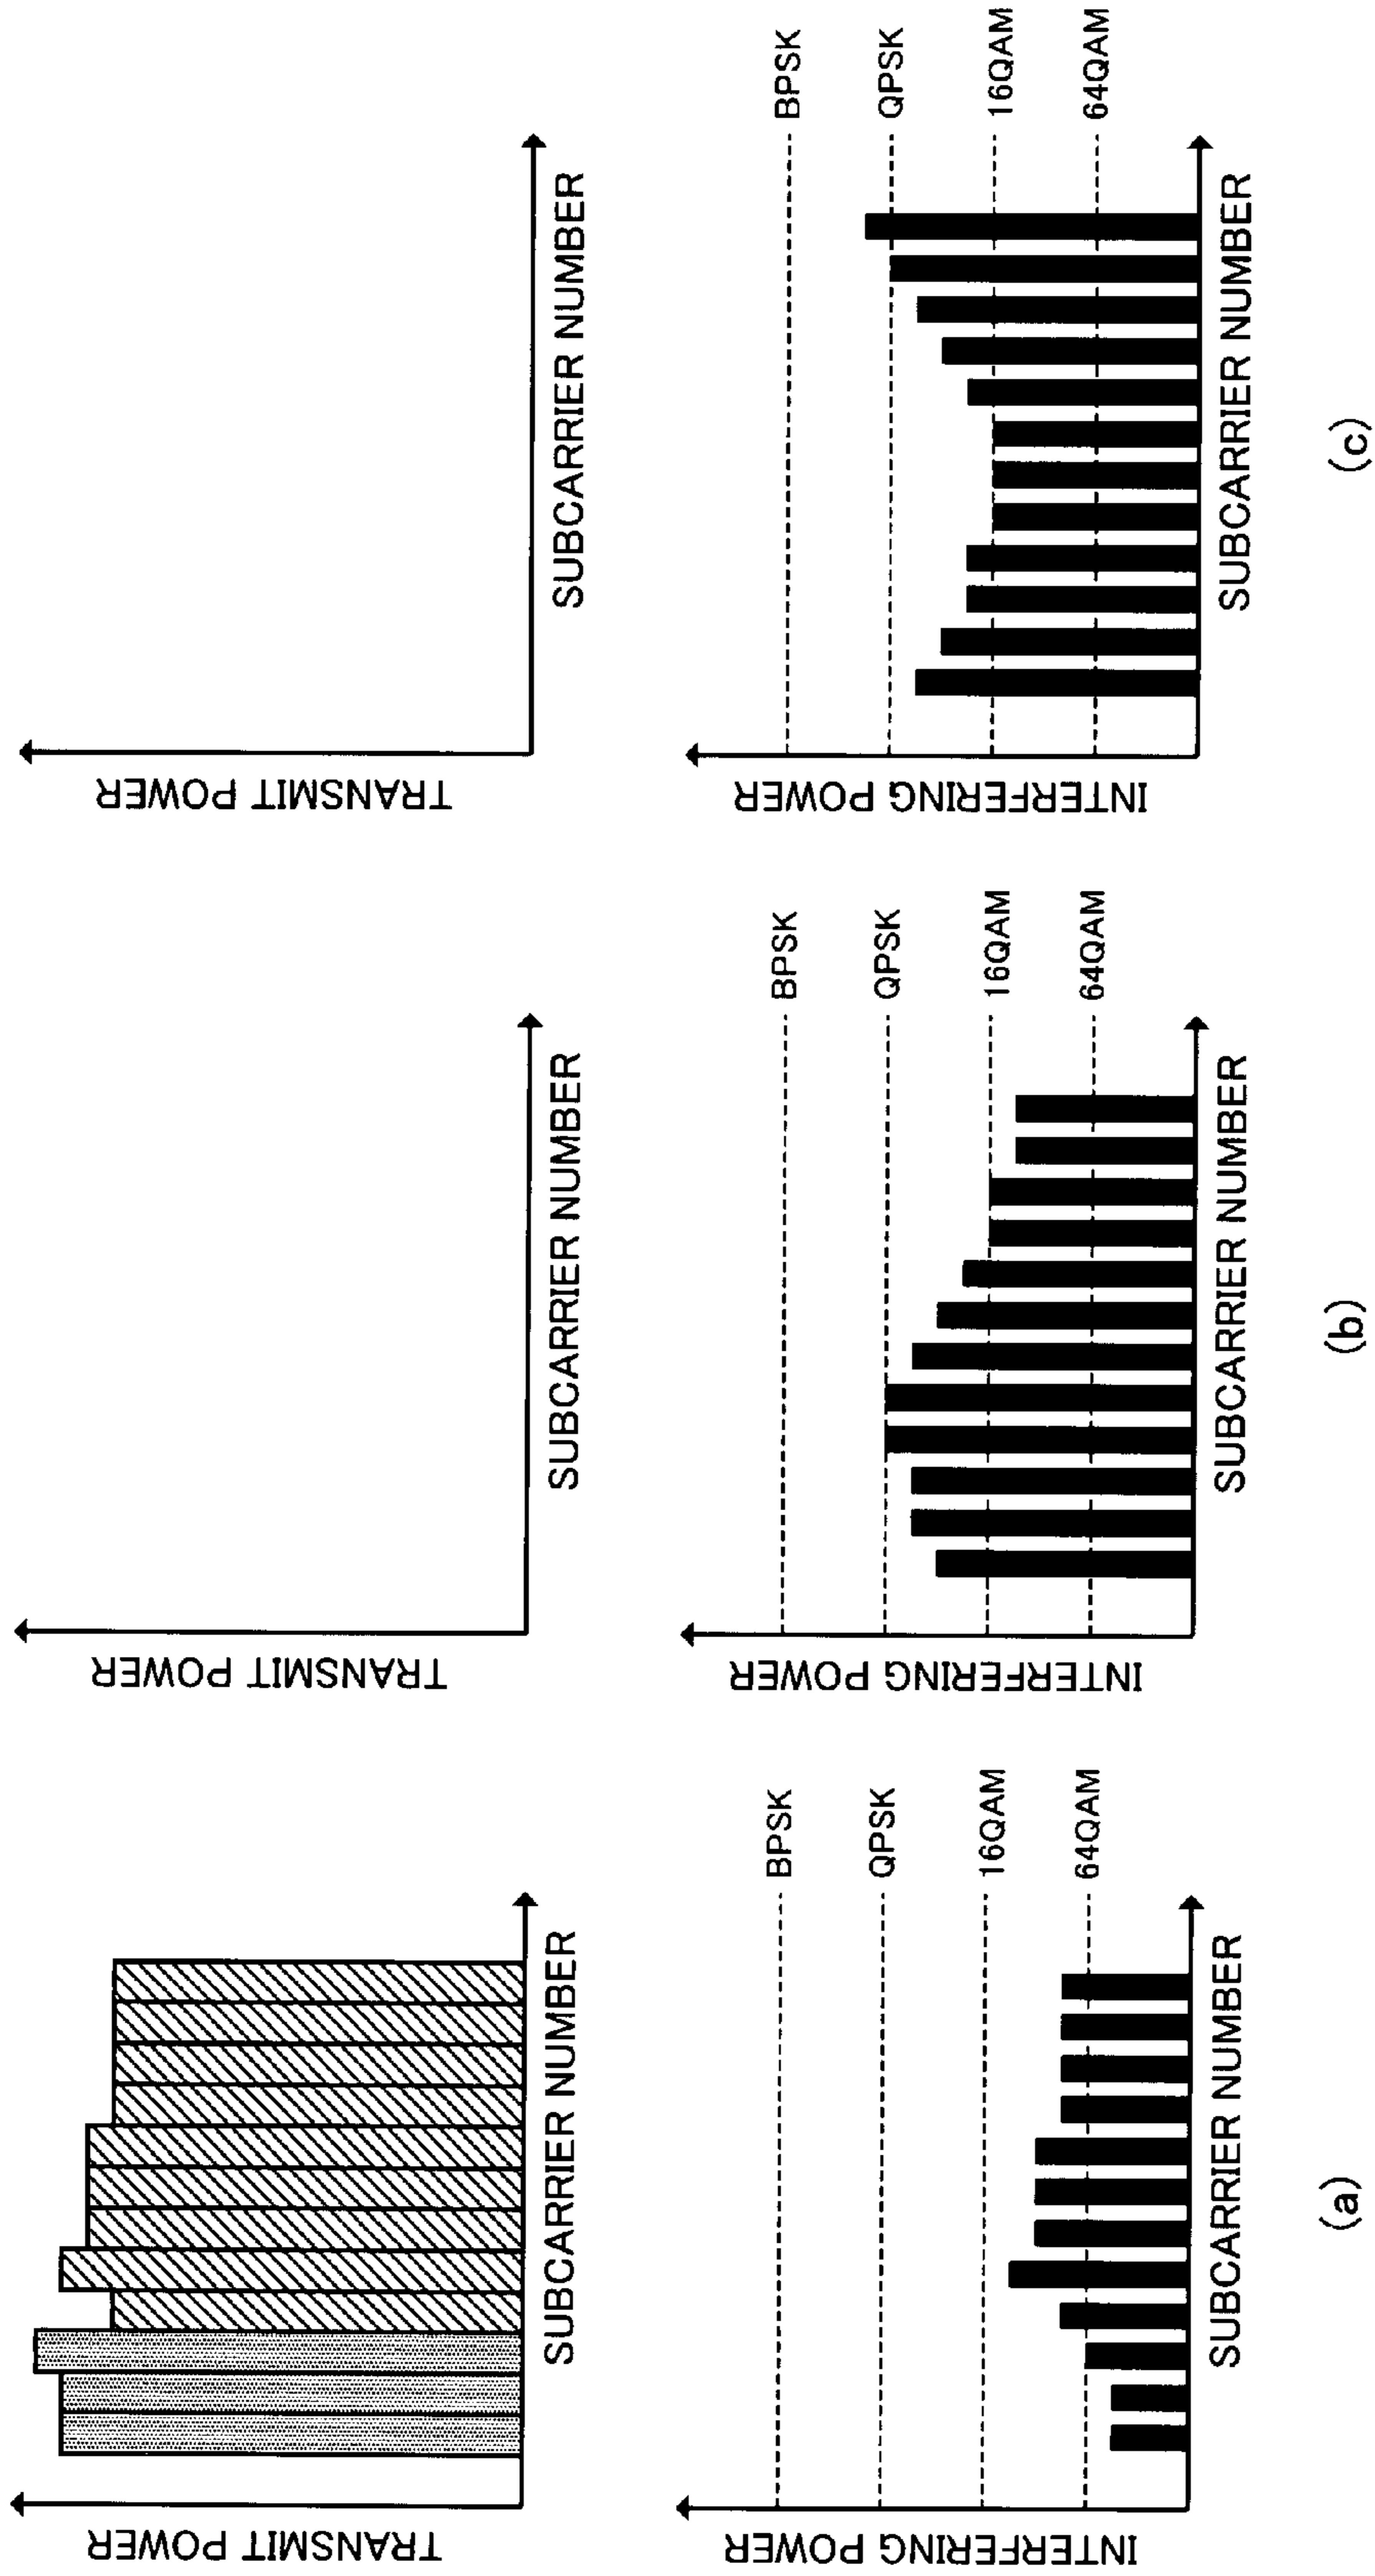 TRANSMIT POWER
SUBCARRIER NUMBER
INTERFERING POWER
BPSK
QPSK
16QAM
64QAM
SUBCARRIER NUMBER
(a)
TRANSMIT POWER
SUBCARRIER NUMBER
INTERFERING POWER
BPSK
QPSK
16QAM
64QAM
SUBCARRIER NUMBER
(b)
TRANSMIT POWER
SUBCARRIER NUMBER
INTERFERING POWER
BPSK
QPSK
16QAM
64QAM
SUBCARRIER NUMBER
(c)